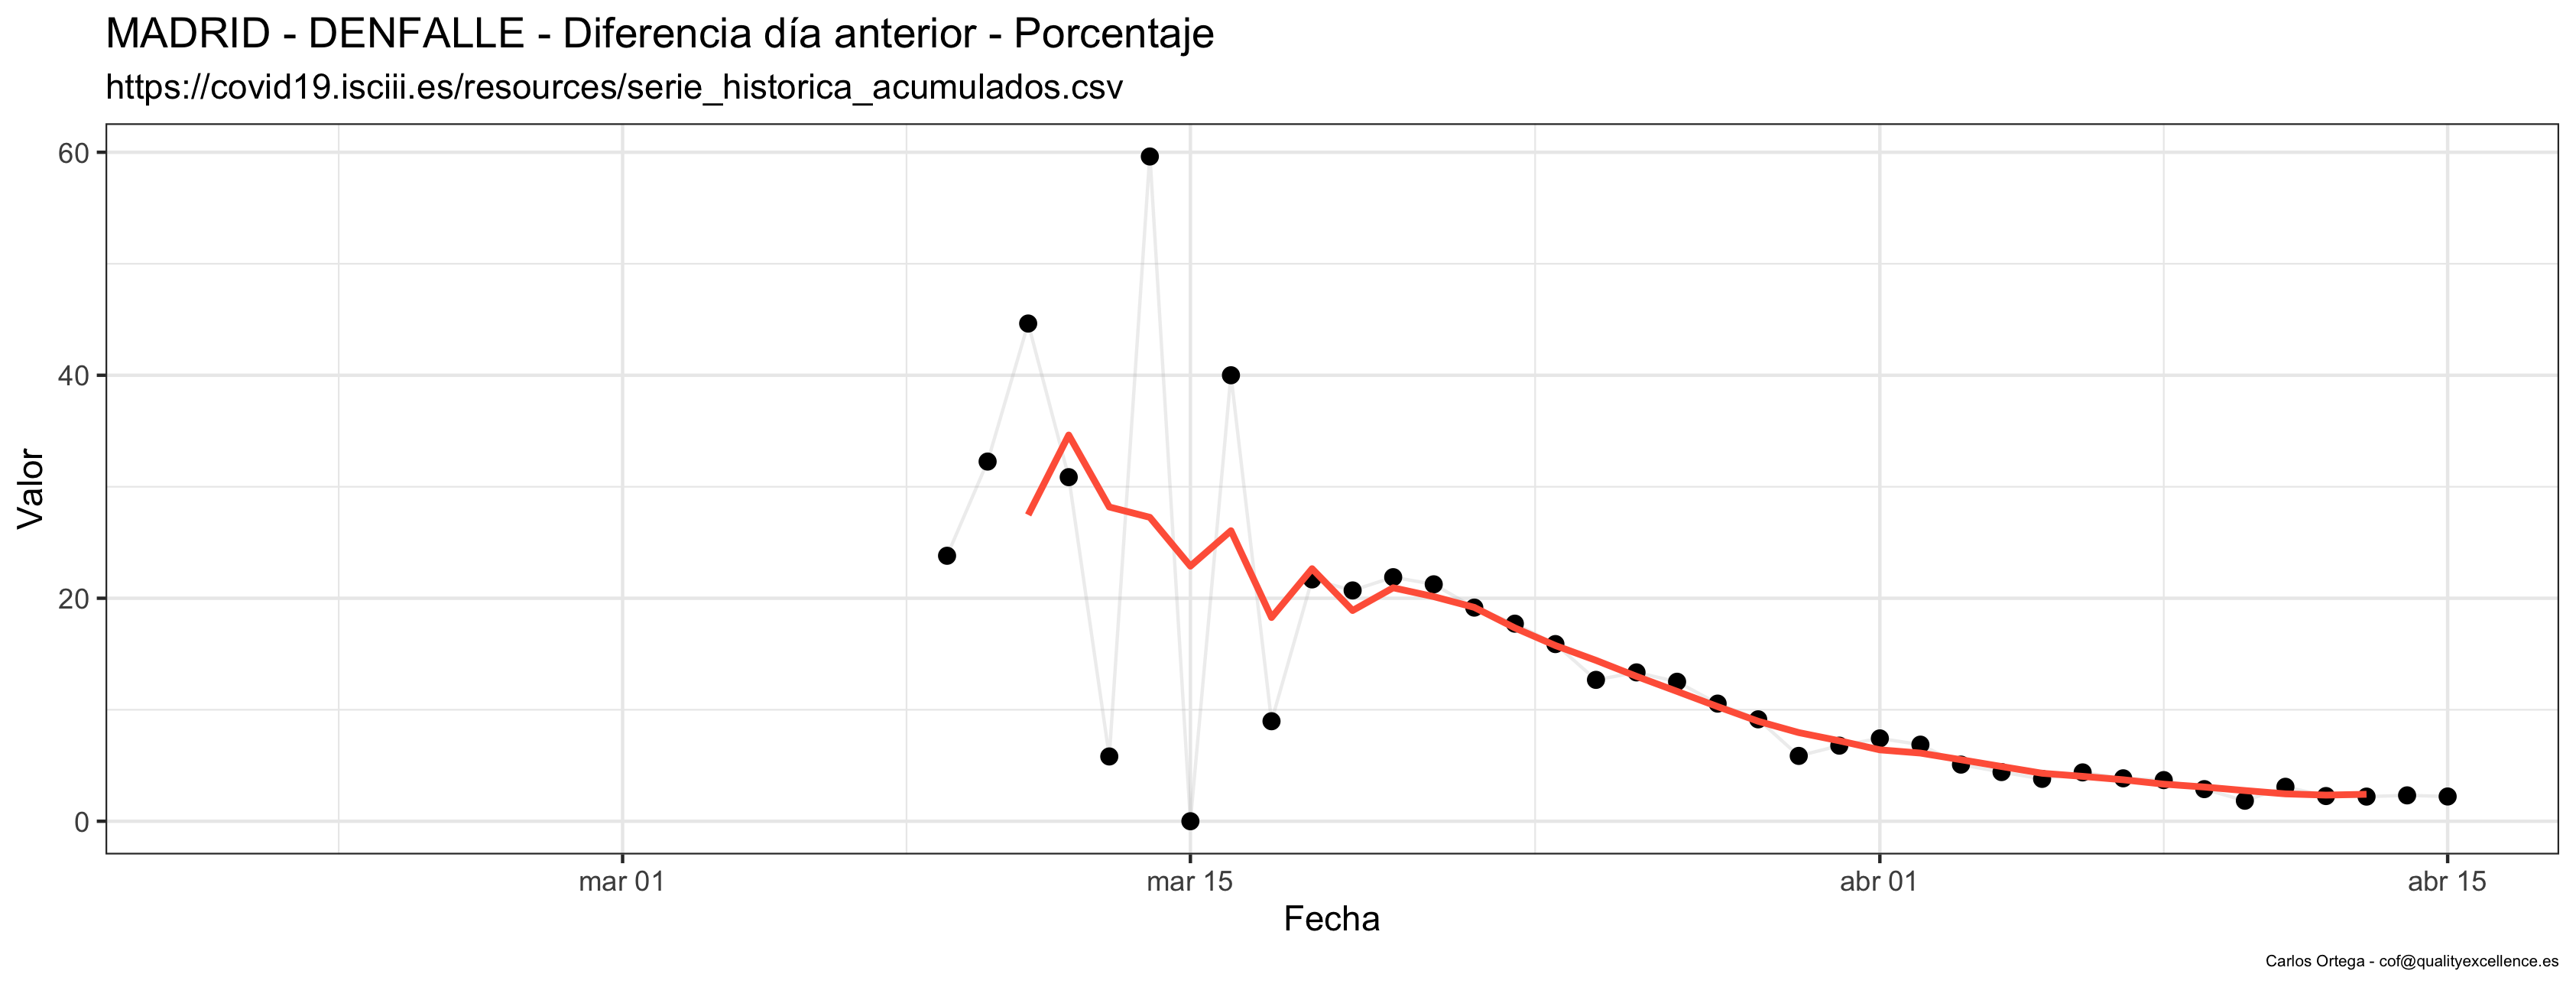 MADRID - DENFALLE - Diferencia día anterior - Porcentaje
https://covid19.isciii.es/resources/serie_historica_acumulados.csv
60
40
20
0
Valor
mar 01
mar 15
abr 01
abr 15
Fecha
Carlos Ortega - cof@qualityexcellence.es